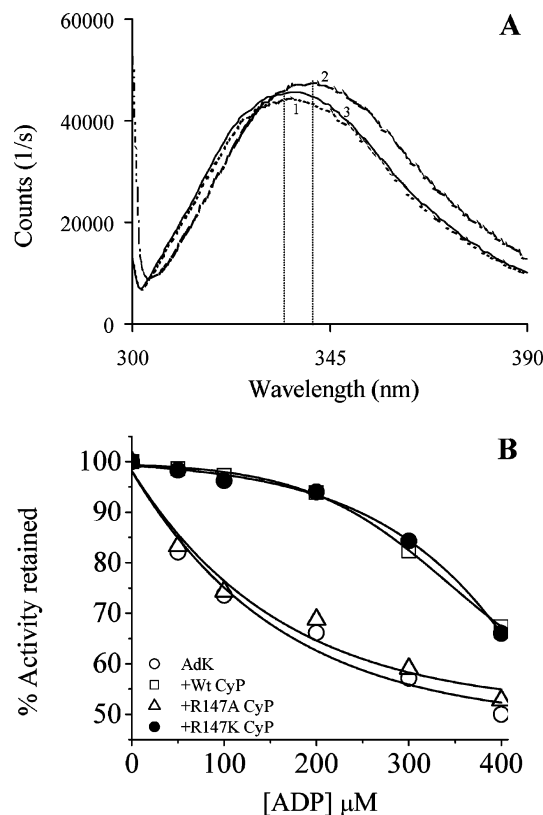 A
60000
40000
20000
0
Counts (1/s)
1
2
3
300
345
390
Wavelength (nm)
B
100
90
80
70
60
50
% Activity retained
AdK
+Wt CyP
+R147A CyP
+R147K CyP
0
100
200
300
400
[ADP] μM